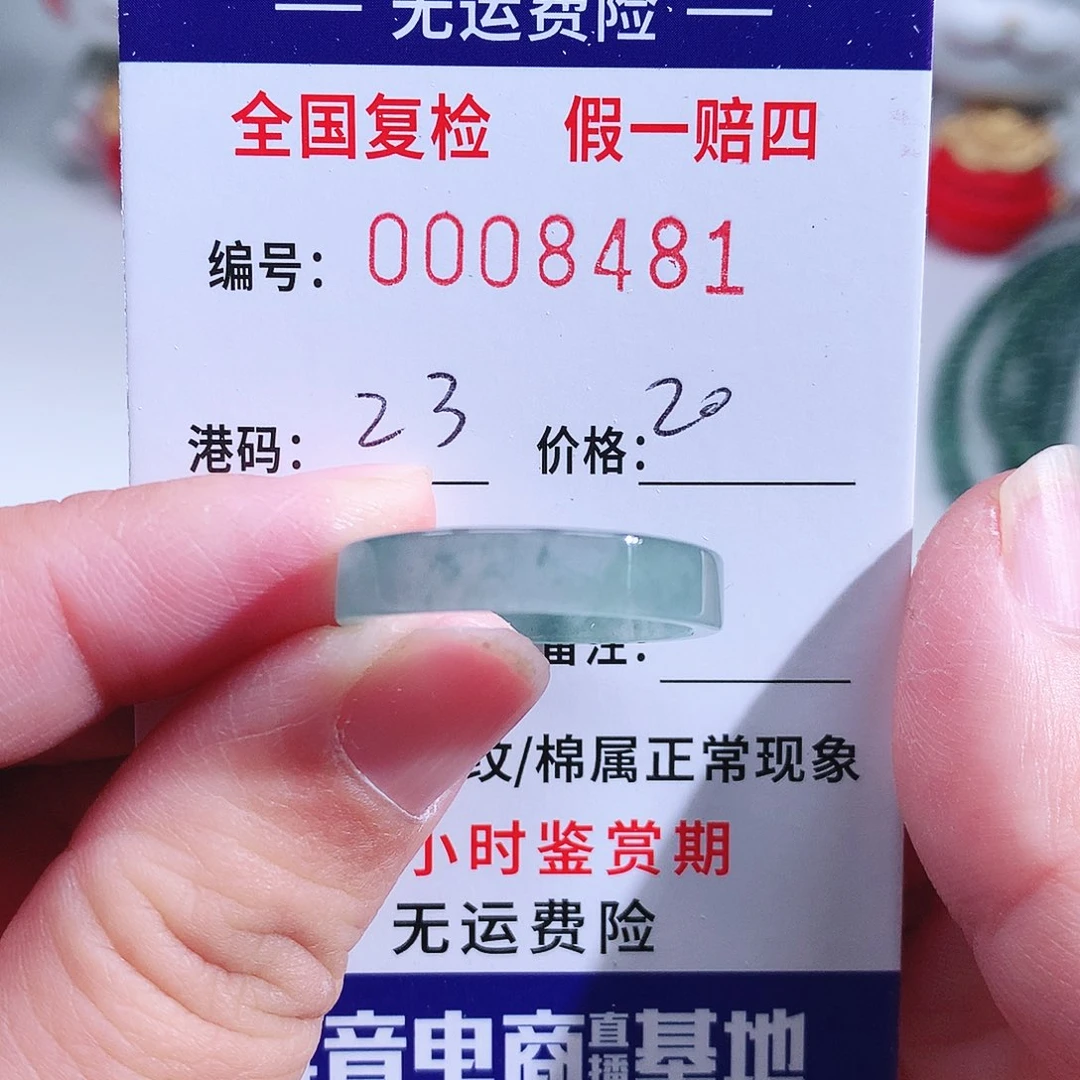 — 无运费险 —
全国复检 假一赔四
编号: 0008481
港码: 23 价格: 20
备注:
纹/棉属正常现象
小时鉴赏期
无运费险
音电商直播基地